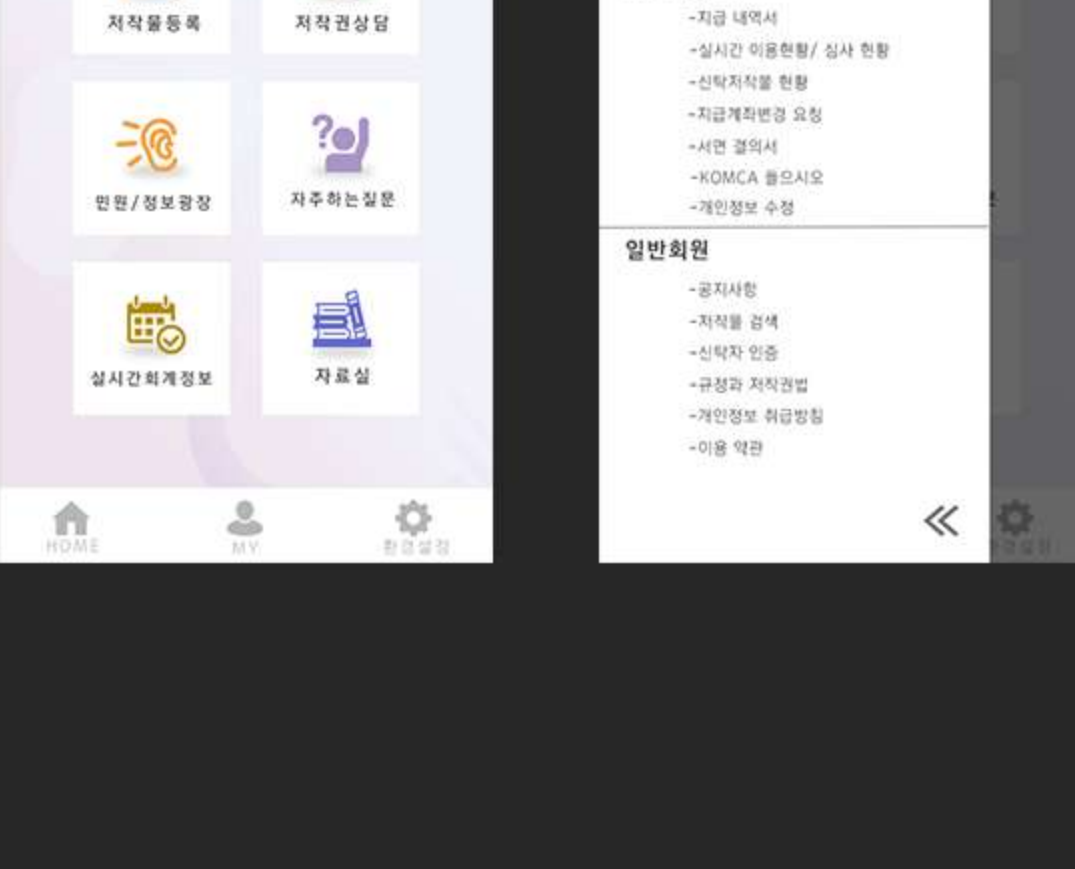 저작물등록
저작권상담
민원/정보광장
자주하는질문
실시간회계정보
자료실
HOME
MY
환경설정
-지급 내역서
-실시간 이용현황/ 심사 현황
-신탁저작물 현황
-지급계좌변경 요청
-서면 결의서
-KOMCA 들으시오
-개인정보 수정
일반회원
-공지사항
-저작물 검색
-신탁자 인증
-규정과 저작권법
-개인정보 취급방침
-이용 약관
환경설정